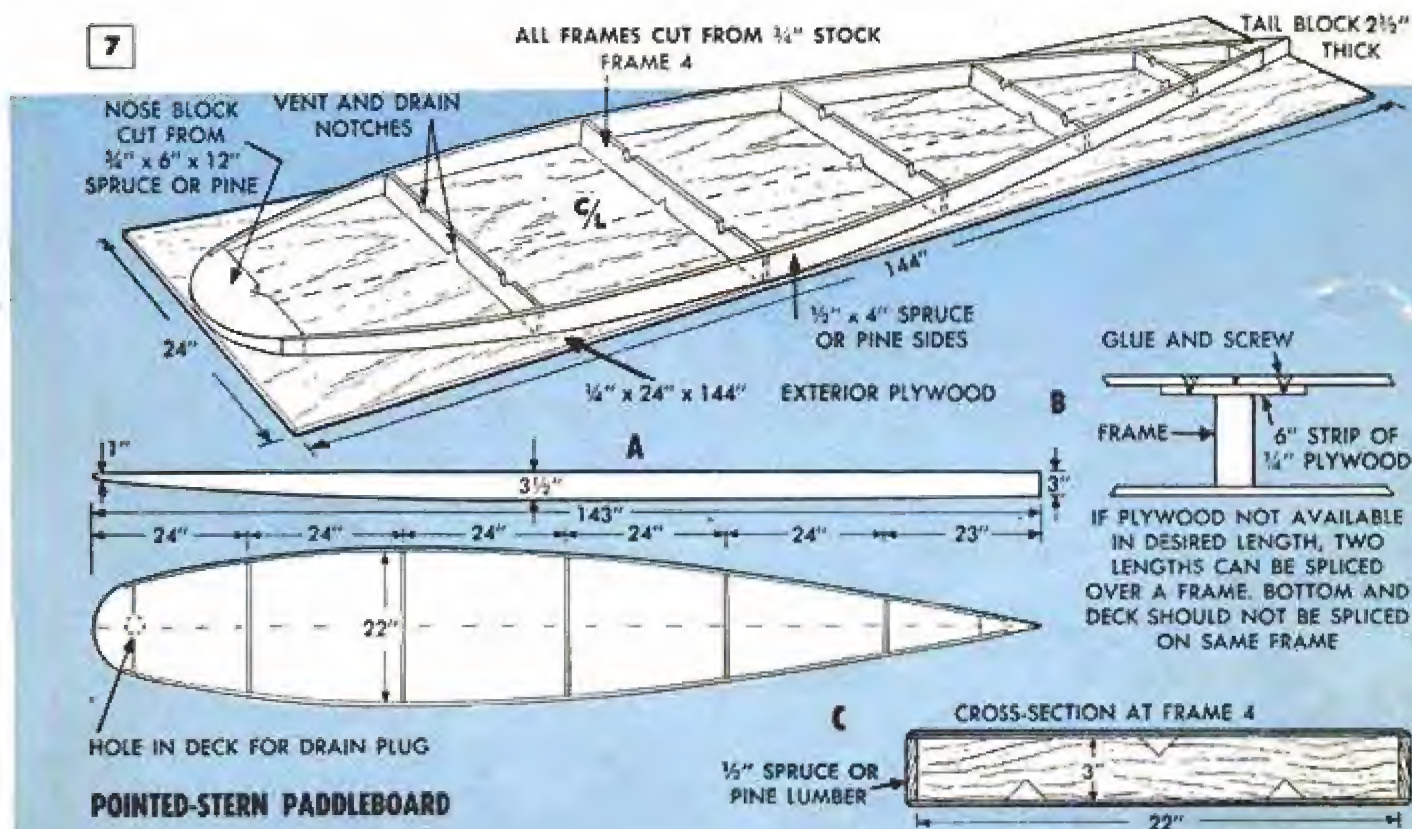 7
ALL FRAMES CUT FROM ¾" STOCK
FRAME 4
TAIL BLOCK 2½"
THICK
NOSE BLOCK
CUT FROM
¾" x 6" x 12"
SPRUCE OR PINE
VENT AND DRAIN
NOTCHES
C/L
24"
144"
½" x 4" SPRUCE
OR PINE SIDES
¼" x 24" x 144" EXTERIOR PLYWOOD
A
1"
3½"
3"
143"
24" 24" 24" 24" 24" 23"
22"
HOLE IN DECK FOR DRAIN PLUG
POINTED-STERN PADDLEBOARD
B
GLUE AND SCREW
FRAME
6" STRIP OF
¼" PLYWOOD
IF PLYWOOD NOT AVAILABLE
IN DESIRED LENGTH, TWO
LENGTHS CAN BE SPLICED
OVER A FRAME. BOTTOM AND
DECK SHOULD NOT BE SPLICED
ON SAME FRAME
C
CROSS-SECTION AT FRAME 4
½" SPRUCE OR
PINE LUMBER
3"
22"